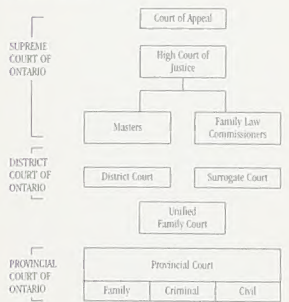 Court of Appeal
SUPREME
COURT OF
ONTARIO
High Court of
Justice
Masters
Family Law
Commissioners
DISTRICT
COURT OF
ONTARIO
District Court
Surrogate Court
Unified
Family Court
PROVINCIAL
COURT OF
ONTARIO
Provincial Court
Family
Criminal
Civil